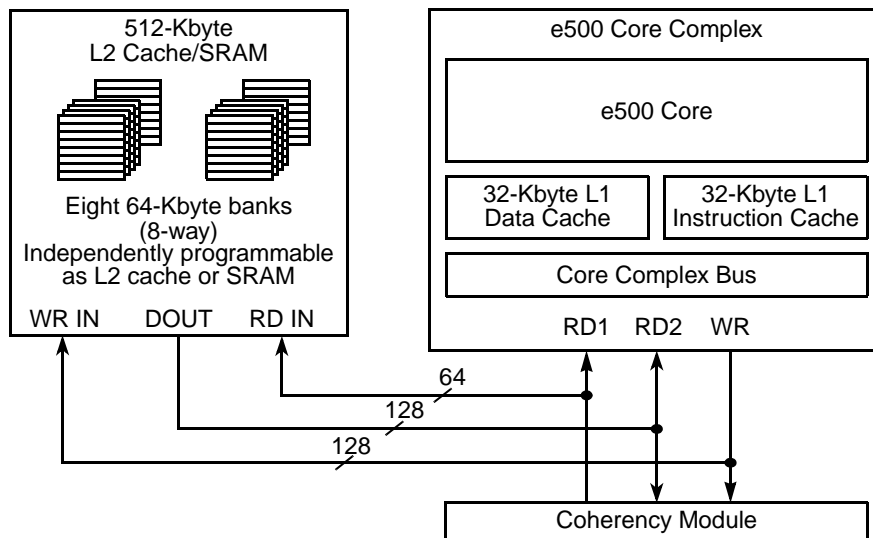 512-Kbyte
L2 Cache/SRAM
Eight 64-Kbyte banks
(8-way)
Independently programmable
as L2 cache or SRAM
WR IN DOUT RD IN
e500 Core Complex
e500 Core
32-Kbyte L1
Data Cache
32-Kbyte L1
Instruction Cache
Core Complex Bus
RD1 RD2 WR
64
128
128
Coherency Module